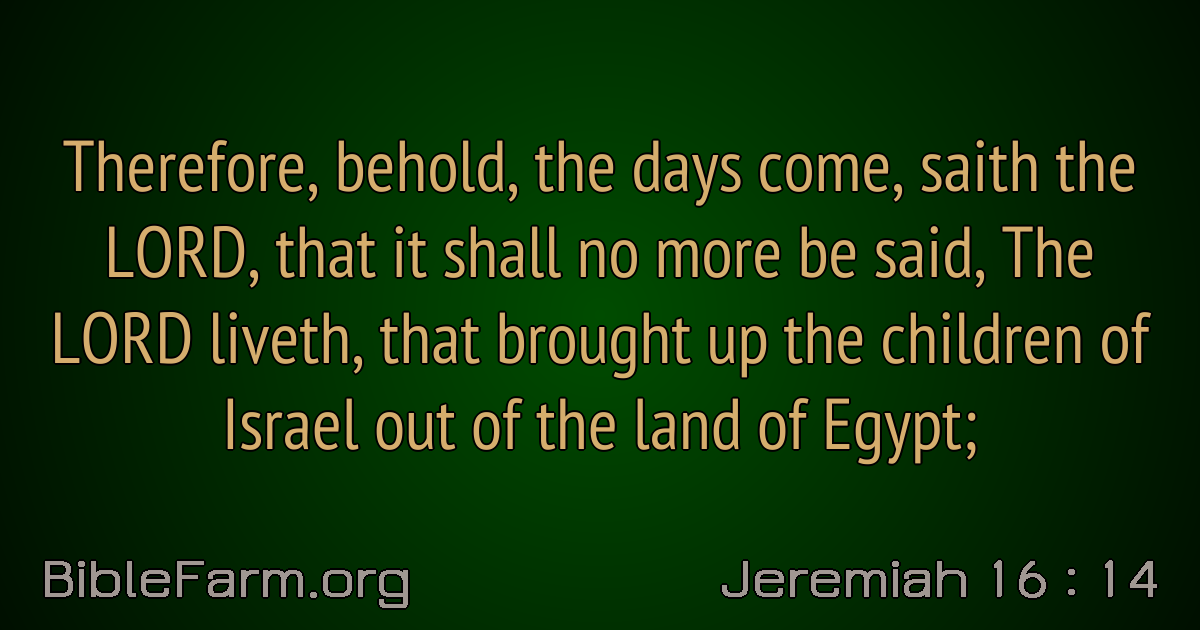 Therefore, behold, the days come, saith the
LORD, that it shall no more be said, The
LORD liveth, that brought up the children of
Israel out of the land of Egypt;
BibleFarm.org
Jeremiah 16 : 14